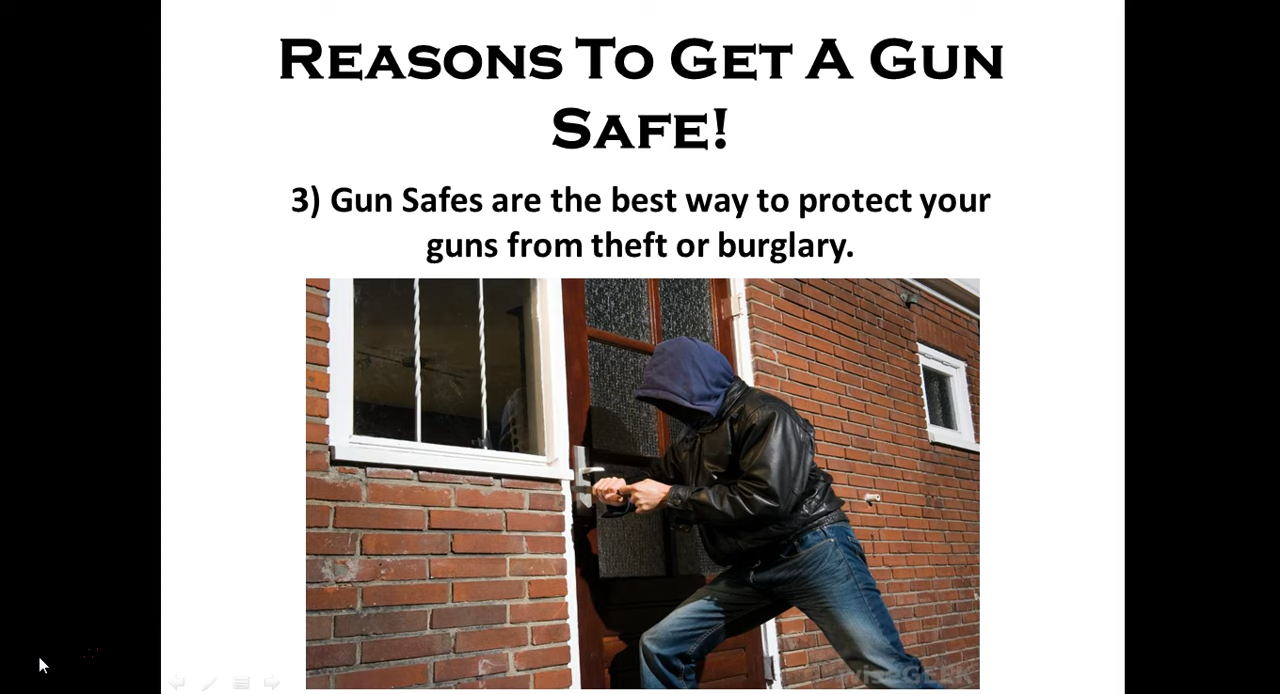 REASONS TO GET A GUN
SAFE!
3) Gun Safes are the best way to protect your
guns from theft or burglary.
wiseGEEK